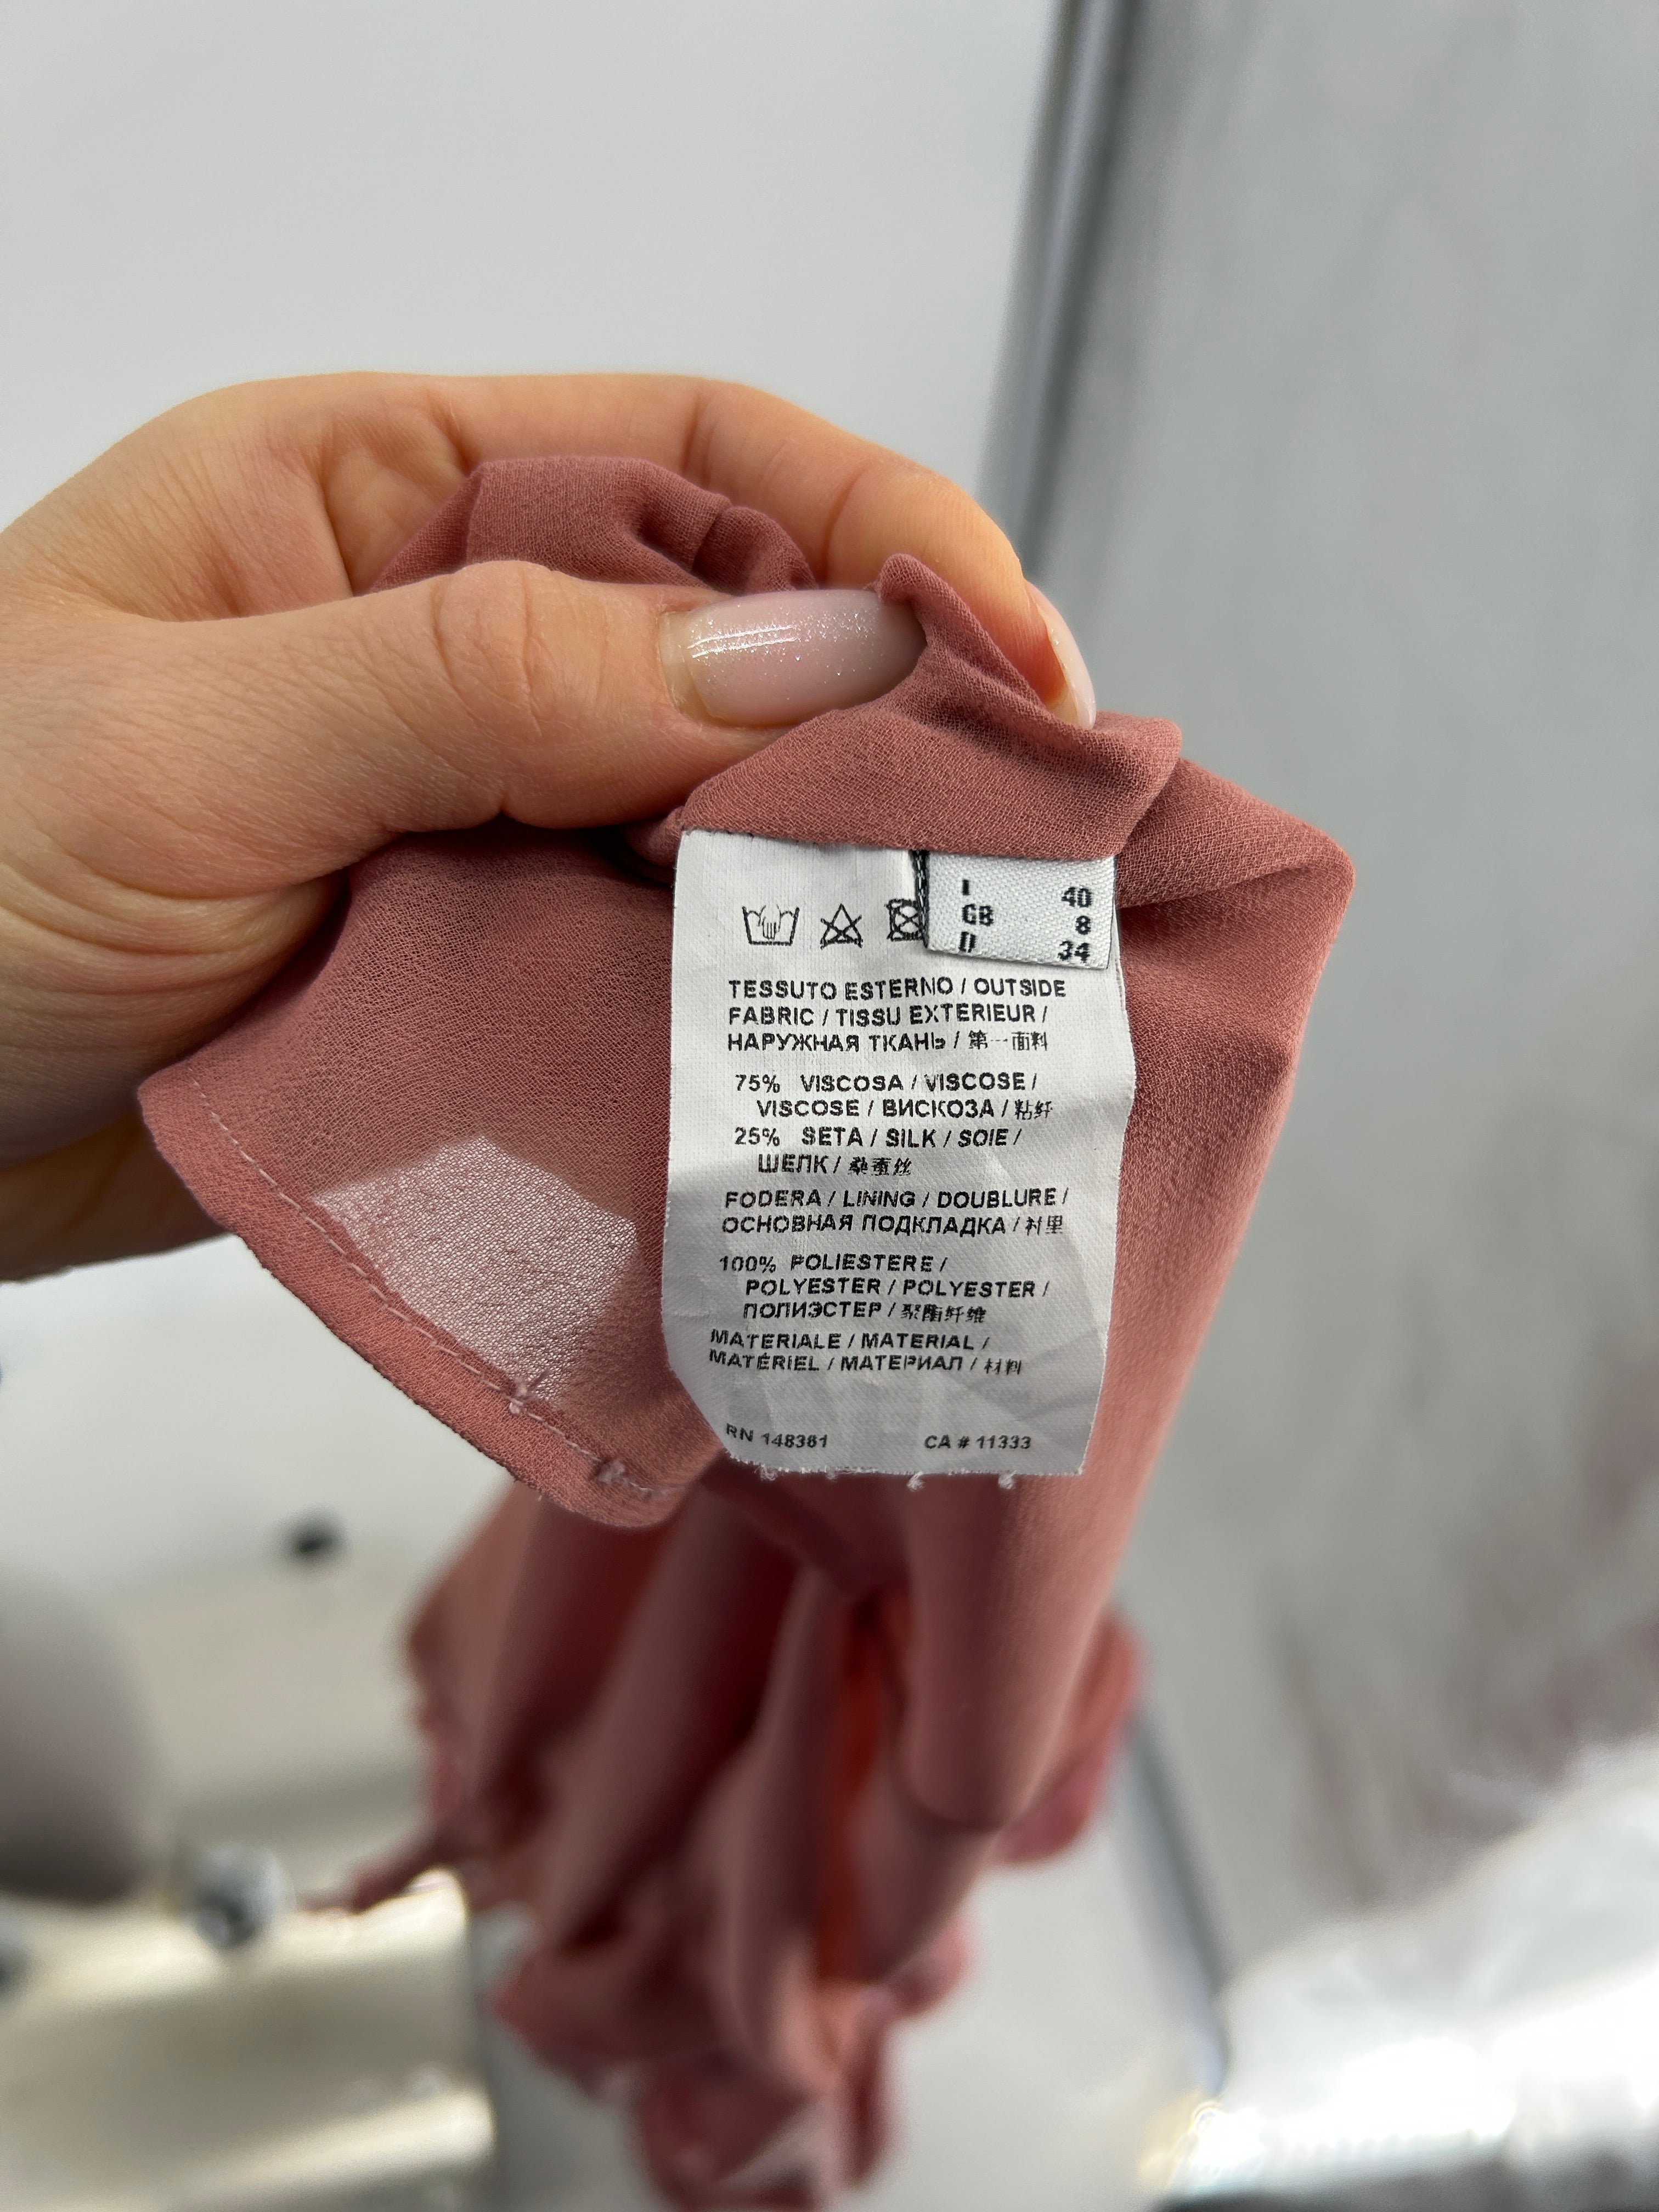 I 40
GB 8
D 34
TESSUTO ESTERNO / OUTSIDE
FABRIC / TISSU EXTERIEUR /
НАРУЖНАЯ ТКАНЬ / 第一面料
75% VISCOSA / VISCOSE /
VISCOSE / ВИСКОЗА / 粘纤
25% SETA / SILK / SOIE /
ШЕЛК / 桑蚕丝
FODERA / LINING / DOUBLURE /
ОСНОВНАЯ ПОДКЛАДКА / 衬里
100% POLIESTERE /
POLYESTER / POLYESTER /
ПОЛИЭСТЕР / 聚酯纤维
MATERIALE / MATERIAL /
MATÉRIEL / МАТЕРИАЛ / 材料
RN 148361 CA # 11333